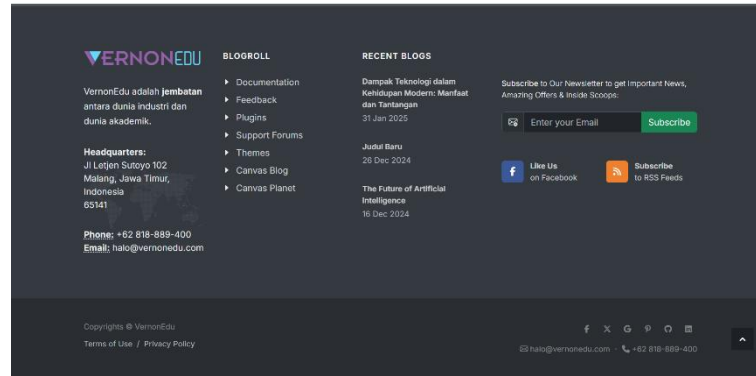 VERNONEDU
VernonEdu adalah jembatan
antara dunia industri dan
dunia akademik.
Headquarters:
Jl Letjen Sutoyo 102
Malang, Jawa Timur,
Indonesia
65141
Phone: +62 818-889-400
Email: halo@vernonedu.com
BLOGROLL
Documentation
Feedback
Plugins
Support Forums
Themes
Canvas Blog
Canvas Planet
RECENT BLOGS
Dampak Teknologi dalam
Kehidupan Modern: Manfaat
dan Tantangan
31 Jan 2025
Judul Baru
26 Dec 2024
The Future of Artificial
Intelligence
16 Dec 2024
Subscribe to Our Newsletter to get Important News,
Amazing Offers & Inside Scoops:
Enter your Email
Subscribe
Like Us
on Facebook
Subscribe
to RSS Feeds
Copyrights © VernonEdu
Terms of Use / Privacy Policy
halo@vernonedu.com · +62 818-889-400